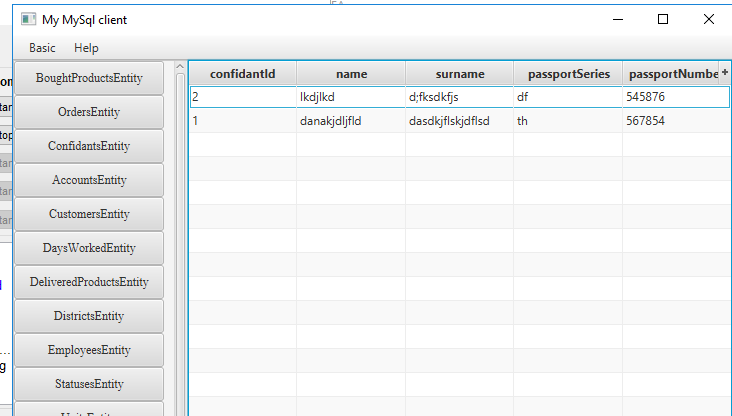 My MySql client
Basic Help
BoughtProductsEntity
OrdersEntity
ConfidantsEntity
AccountsEntity
CustomersEntity
DaysWorkedEntity
DeliveredProductsEntity
DistrictsEntity
EmployeesEntity
StatusesEntity
confidantId name surname passportSeries passportNumbe +
2 lkdjlkd d;fksdkfjs df 545876
1 danakjdljfld dasdkjflskjdflsd th 567854